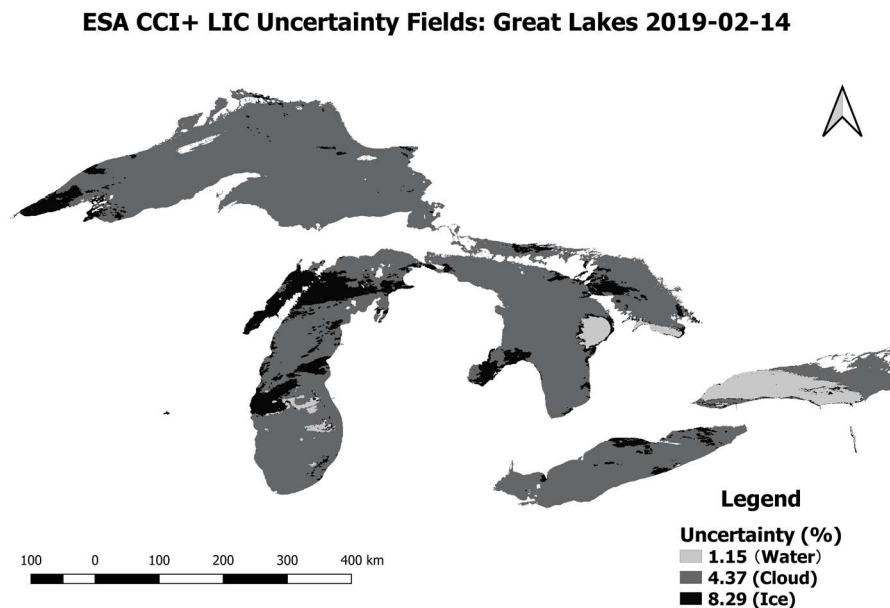 ESA CCI+ LIC Uncertainty Fields: Great Lakes 2019-02-14
Legend
Uncertainty (%)
1.15 (Water)
4.37 (Cloud)
8.29 (Ice)
100 0 100 200 300 400 km